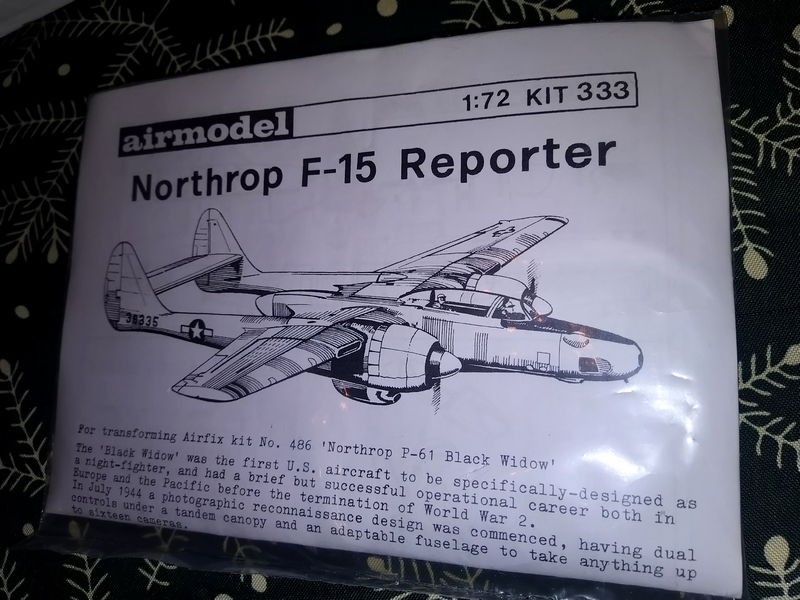 airmodel 1:72 KIT 333
Northrop F-15 Reporter
36335
For transforming Airfix kit No. 486 'Northrop P-61 Black Widow'
The 'Black Widow' was the first U.S. aircraft to be specifically-designed as
a night-fighter, and had a brief but successful operational career both in
Europe and the Pacific before the termination of World War 2.
In July 1944 a photographic reconnaissance design was commenced, having dual
controls under a tandem canopy and an adaptable fuselage to take anything up
to sixteen cameras.